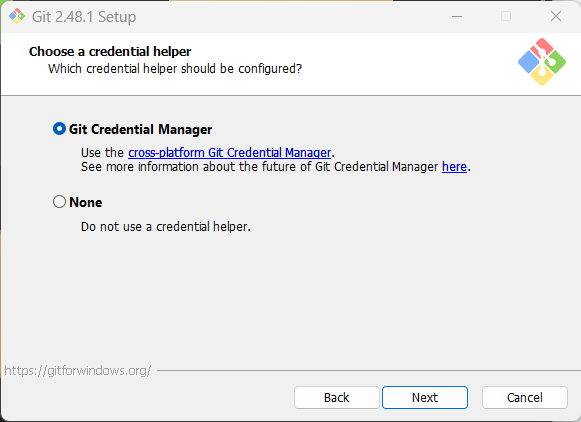 Git 2.48.1 Setup
Choose a credential helper
Which credential helper should be configured?
Git Credential Manager
Use the cross-platform Git Credential Manager.
See more information about the future of Git Credential Manager here.
None
Do not use a credential helper.
https://gitforwindows.org/
Back Next Cancel